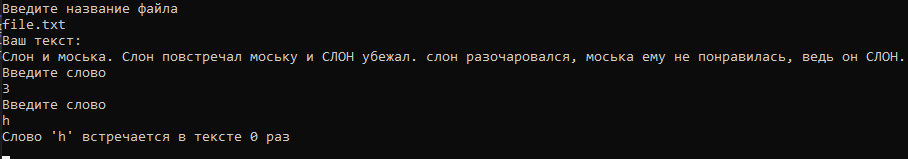 Введите название файла
file.txt
Ваш текст:
Слон и моська. Слон повстречал моську и СЛОН убежал. слон разочаровался, моська ему не понравилась, ведь он СЛОН.
Введите слово
3
Введите слово
h
Слово 'h' встречается в тексте 0 раз